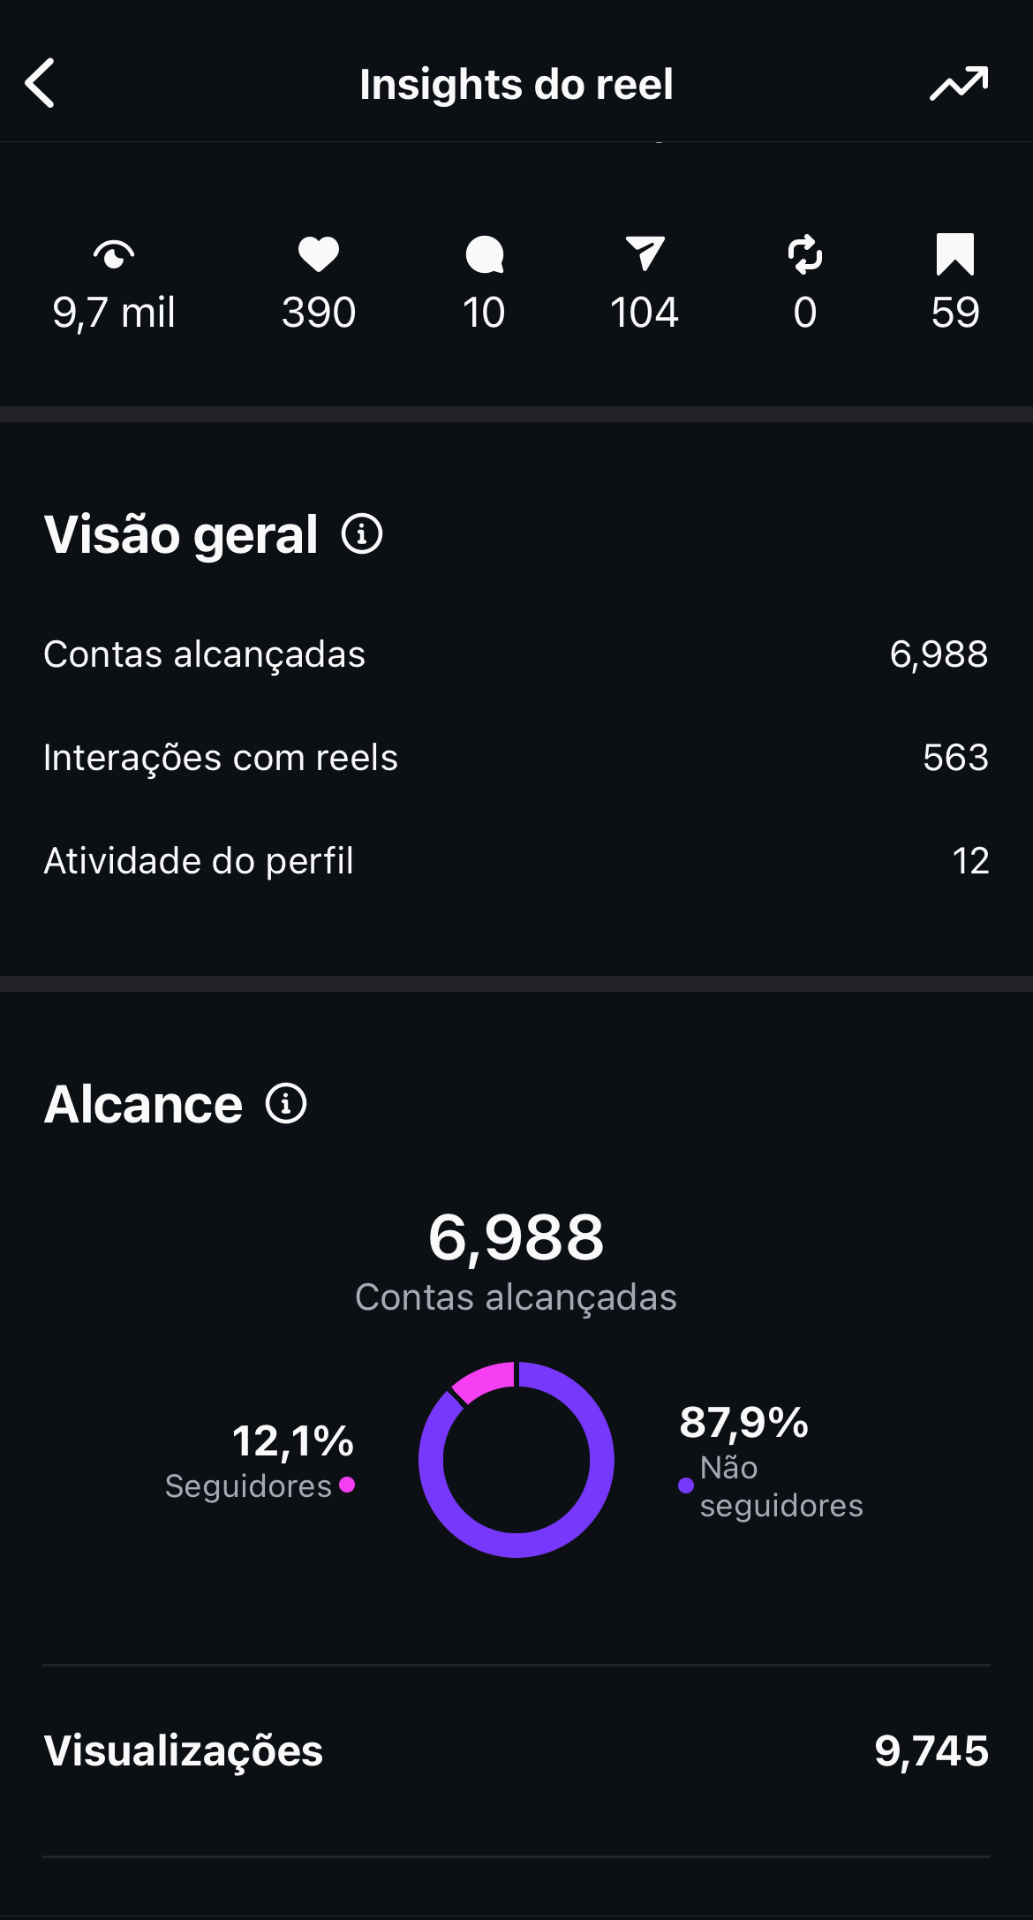 Insights do reel
9,7 mil 390 10 104 0 59
Visão geral
Contas alcançadas 6,988
Interações com reels 563
Atividade do perfil 12
Alcance
6,988
Contas alcançadas
12,1%
Seguidores
87,9%
Não
seguidores
Visualizações 9,745